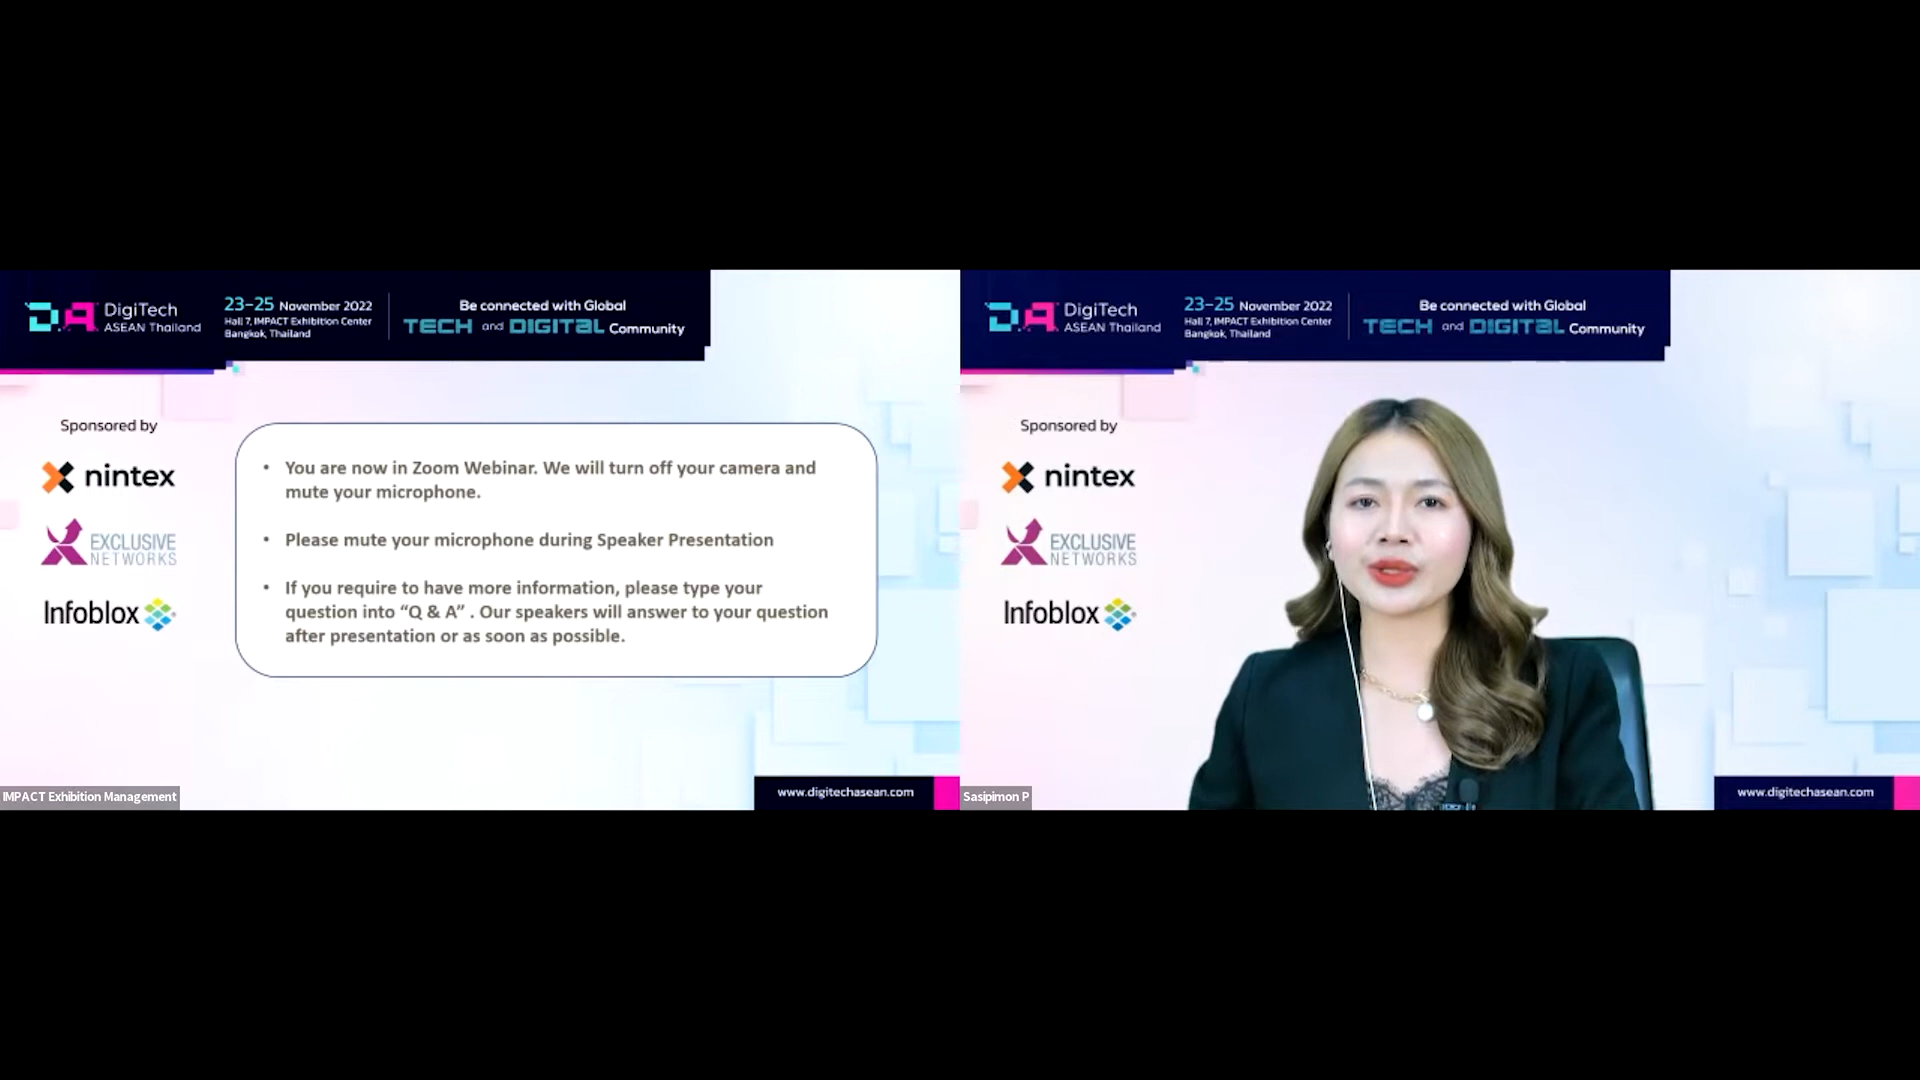 DigiTech
ASEAN Thailand
23–25 November 2022
Hall 7, IMPACT Exhibition Center
Bangkok, Thailand
Be connected with Global
TECH and DIGITAL Community
Sponsored by
nintex
EXCLUSIVE
NETWORKS
Infoblox
• You are now in Zoom Webinar. We will turn off your camera and
mute your microphone.
• Please mute your microphone during Speaker Presentation
• If you require to have more information, please type your
question into “Q & A” . Our speakers will answer to your question
after presentation or as soon as possible.
IMPACT Exhibition Management
www.digitechasean.com
DigiTech
ASEAN Thailand
23–25 November 2022
Hall 7, IMPACT Exhibition Center
Bangkok, Thailand
Be connected with Global
TECH and DIGITAL Community
Sponsored by
nintex
EXCLUSIVE
NETWORKS
Infoblox
Sasipimon P
www.digitechasean.com